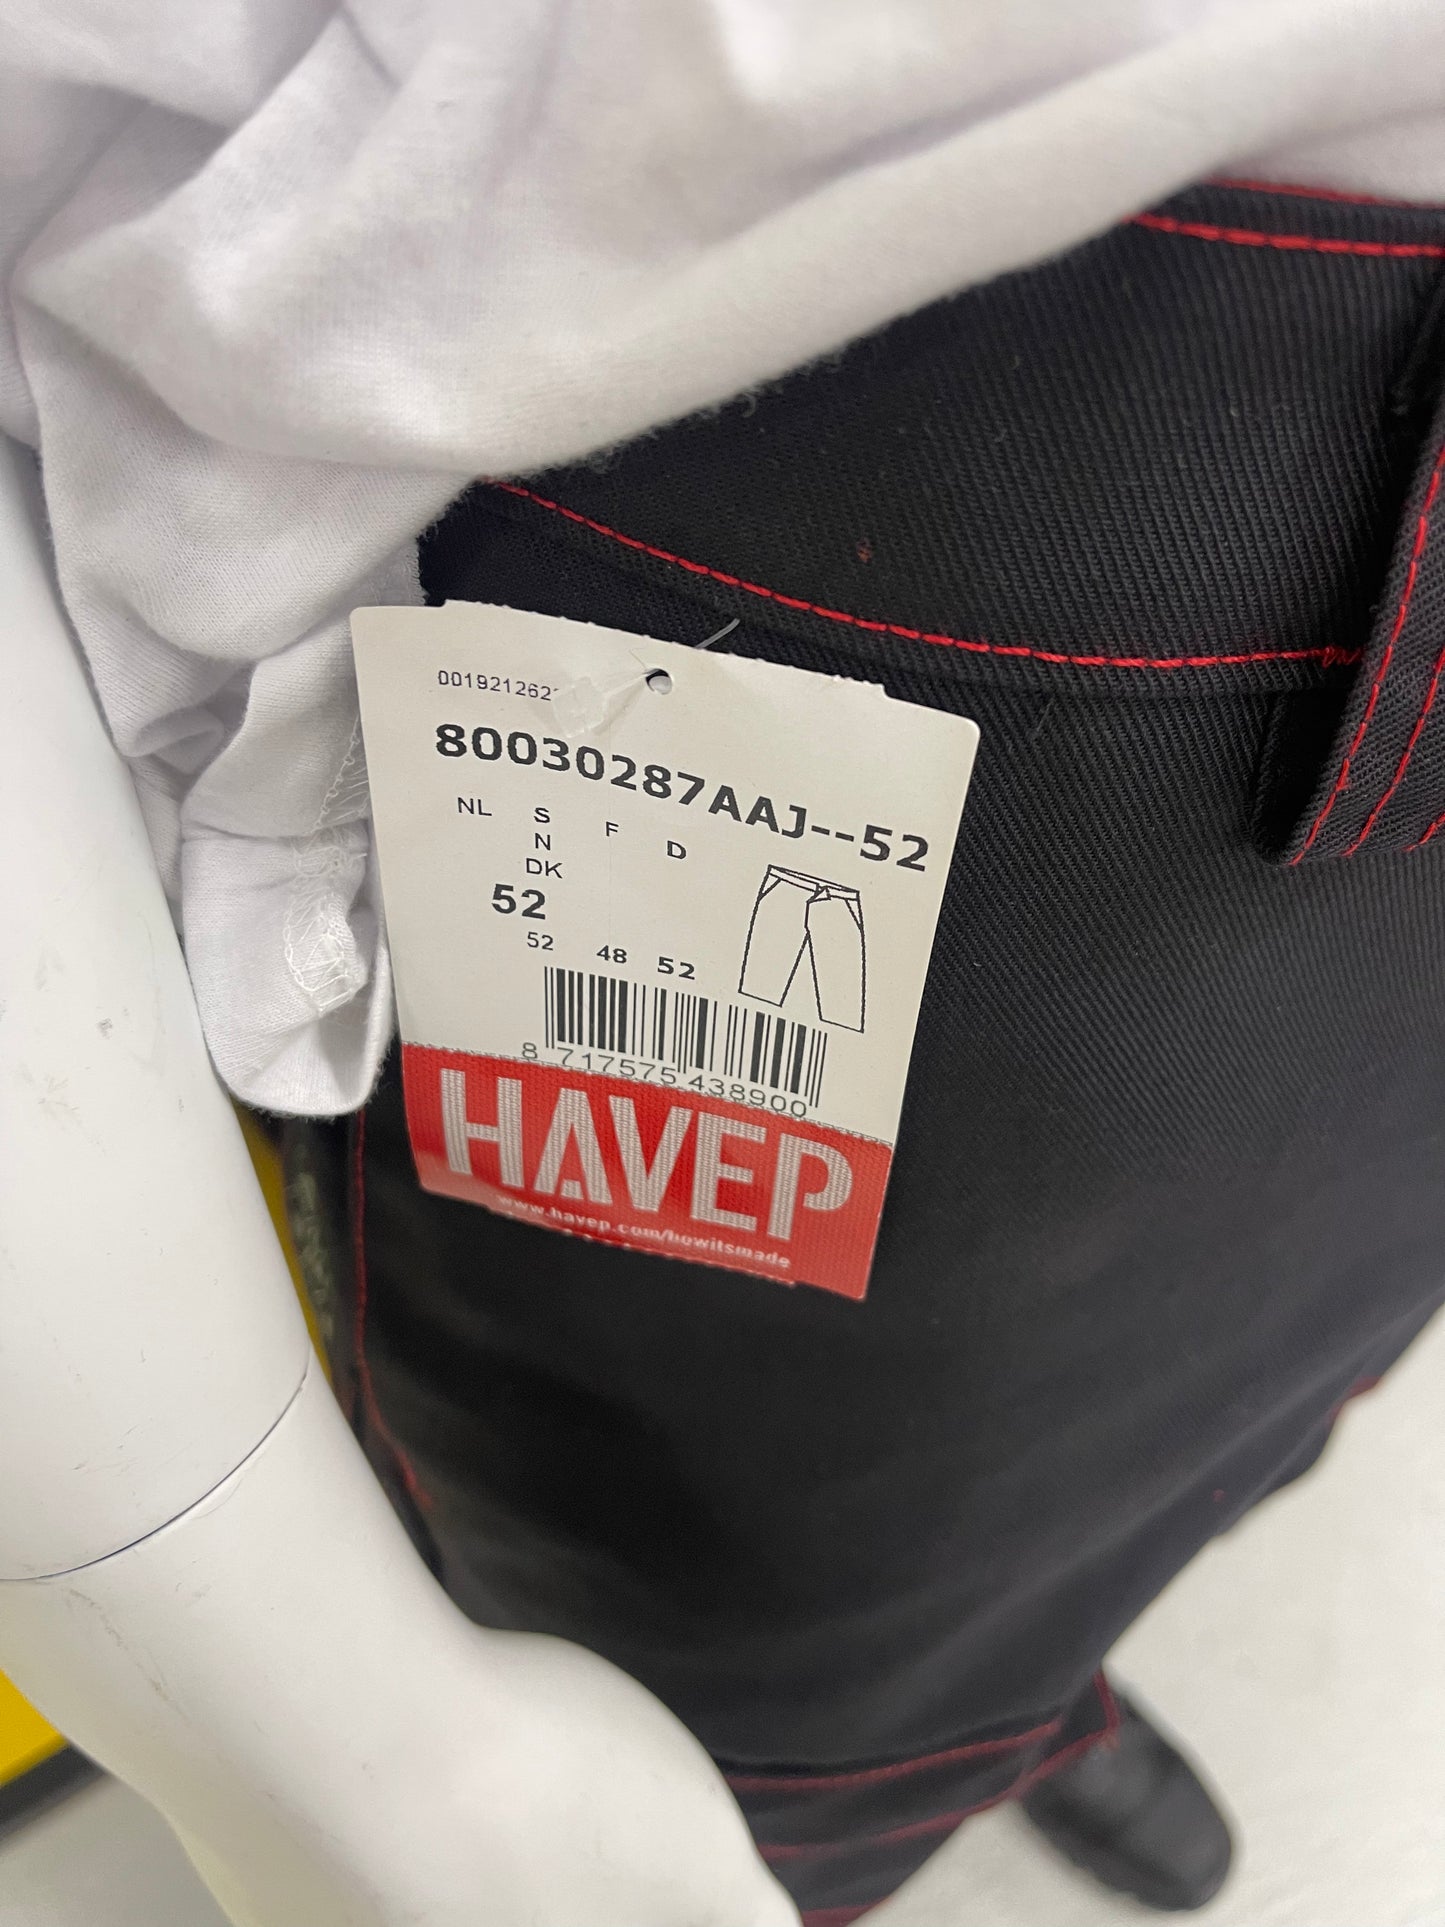 80030287AAJ--52
NL S F D
N
DK
52
52 48 52
8 717575 438900
HAVEP
www.havep.com/howitsmade